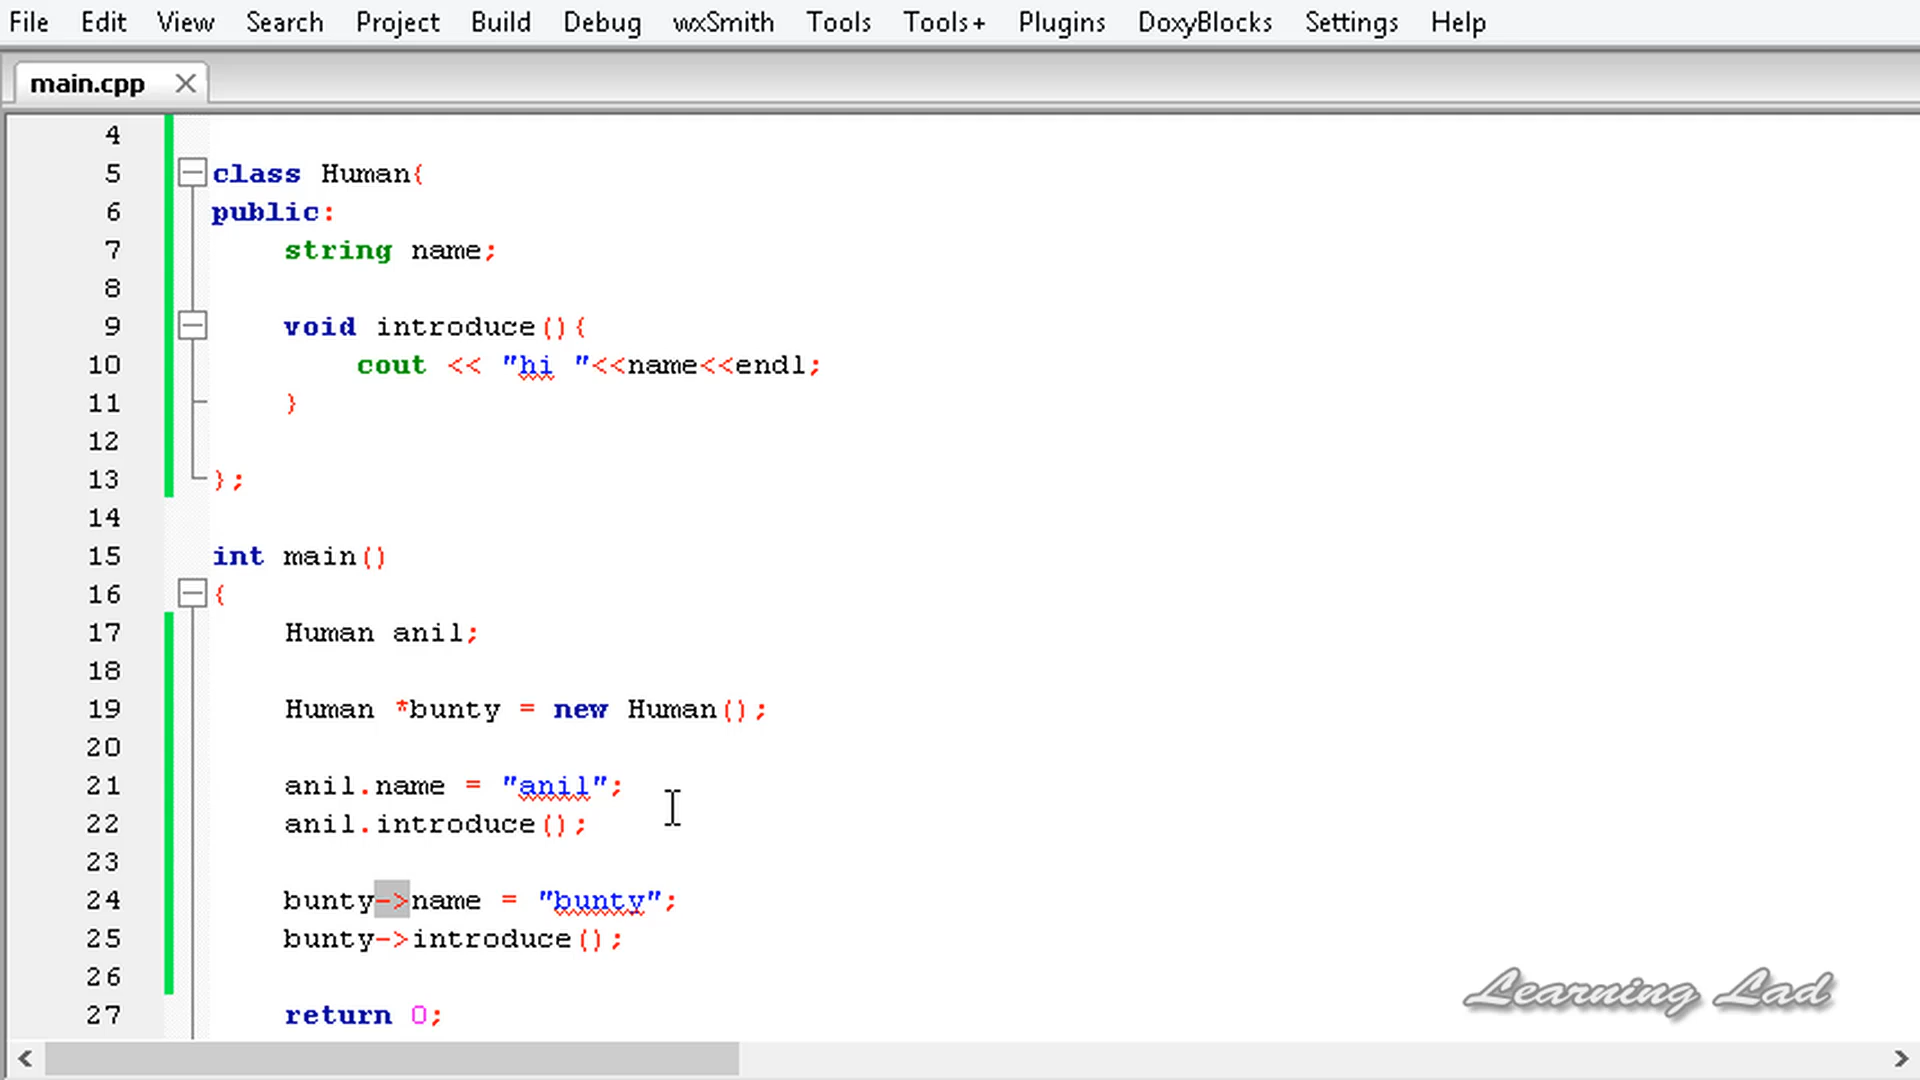 File Edit View Search Project Build Debug wxSmith Tools Tools+ Plugins DoxyBlocks Settings Help
main.cpp
4
5 class Human{
6 public:
7 string name;
8
9 void introduce(){
10 cout << "hi "<<name<<endl;
11 }
12
13 };
14
15 int main()
16 {
17 Human anil;
18
19 Human *bunty = new Human();
20
21 anil.name = "anil";
22 anil.introduce();
23
24 bunty->name = "bunty";
25 bunty->introduce();
26
27 return 0;
Learning Lad